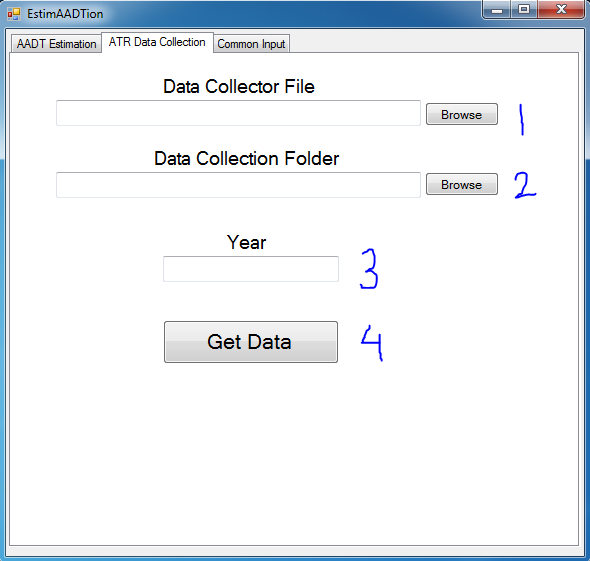 EstimAADTion
AADT Estimation ATR Data Collection Common Input
Data Collector File
Browse 1
Data Collection Folder
Browse 2
Year
3
Get Data 4